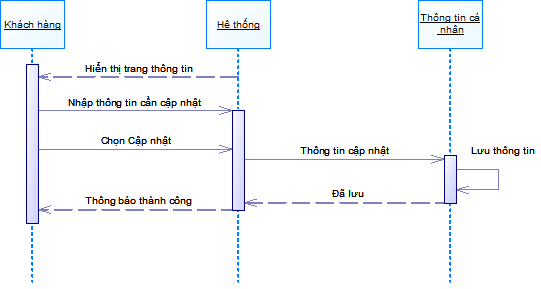 Khách hàng
Hệ thống
Thông tin cá
nhân
Hiển thị trang thông tin
Nhập thông tin cần cập nhật
Chọn Cập nhật
Thông tin cập nhật
Lưu thông tin
Đã lưu
Thông báo thành công